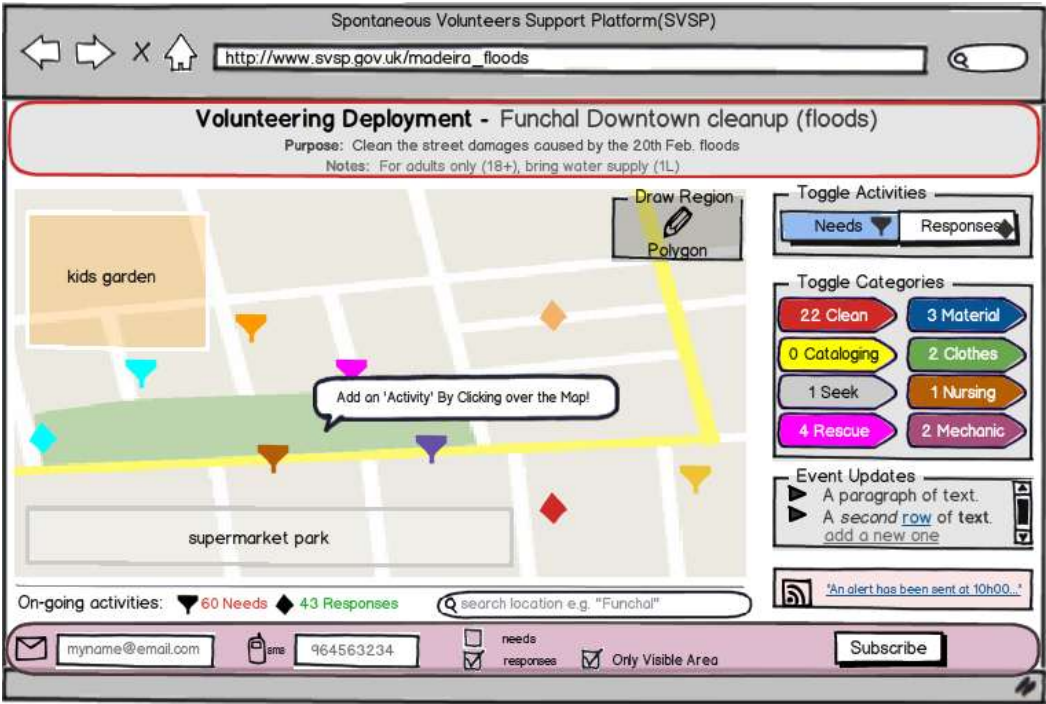 Spontaneous Volunteers Support Platform(SVSP)
http://www.svsp.gov.uk/madeira_floods
Volunteering Deployment - Funchal Downtown cleanup (floods)
Purpose: Clean the street damages caused by the 20th Feb. floods
Notes: For adults only (18+), bring water supply (1L)
Draw Region
Polygon
kids garden
Add an 'Activity' By Clicking over the Map!
supermarket park
Toggle Activities
Needs
Responses
Toggle Categories
22 Clean
3 Material
0 Cataloging
2 Clothes
1 Seek
1 Nursing
4 Rescue
2 Mechanic
Event Updates
A paragraph of text.
A second row of text.
add a new one
"An alert has been sent at 10h00..."
On-going activities: 60 Needs 43 Responses
search location e.g. "Funchal"
myname@email.com
sms
964563234
needs
responses
Only Visible Area
Subscribe